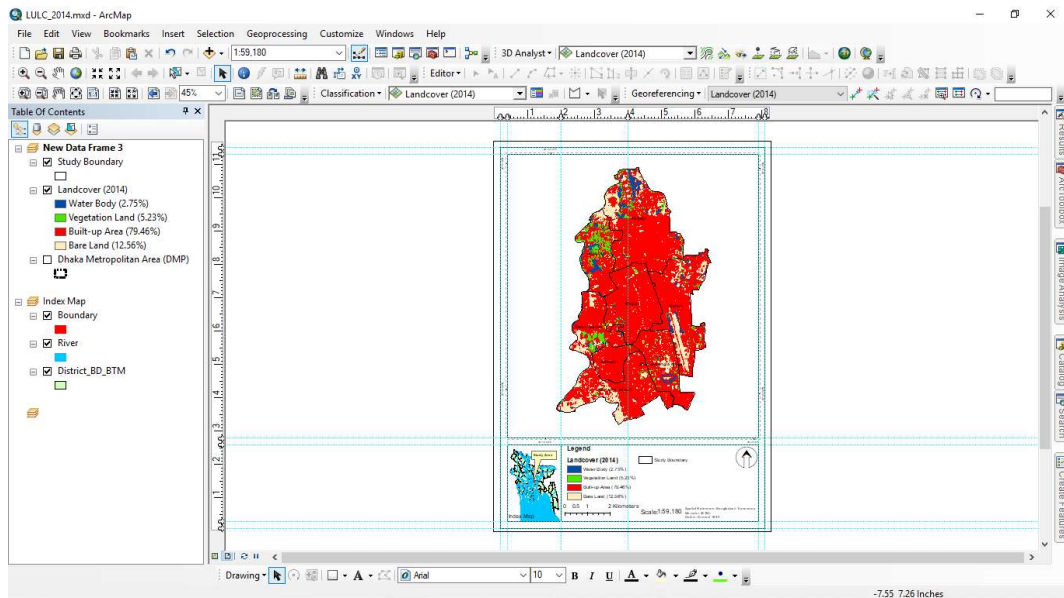 LULC_2014.mxd - ArcMap
File Edit View Bookmarks Insert Selection Geoprocessing Customize Windows Help
1:59,180 3D Analyst Landcover (2014)
Editor
45% Classification Landcover (2014) Georeferencing Landcover (2014)
Table Of Contents
New Data Frame 3
Study Boundary
Landcover (2014)
Water Body (2.75%)
Vegetation Land (5.23%)
Built-up Area (79.46%)
Bare Land (12.56%)
Dhaka Metropolitan Area (DMP)
Index Map
Boundary
River
District_BD_BTM
Legend
Landcover (2014)
Study Boundary
Water Body (2.75%)
Vegetation Land (5.23%)
Built-up Area (79.46%)
Bare Land (12.56%)
0 0.5 1 2 Kilometers
Scale: 1:59,180
Index Map
Results
ArcToolbox
Image Analysis
Catalog
Search
Create Features
Drawing Arial 10 B I U A
-7.55 7.26 Inches